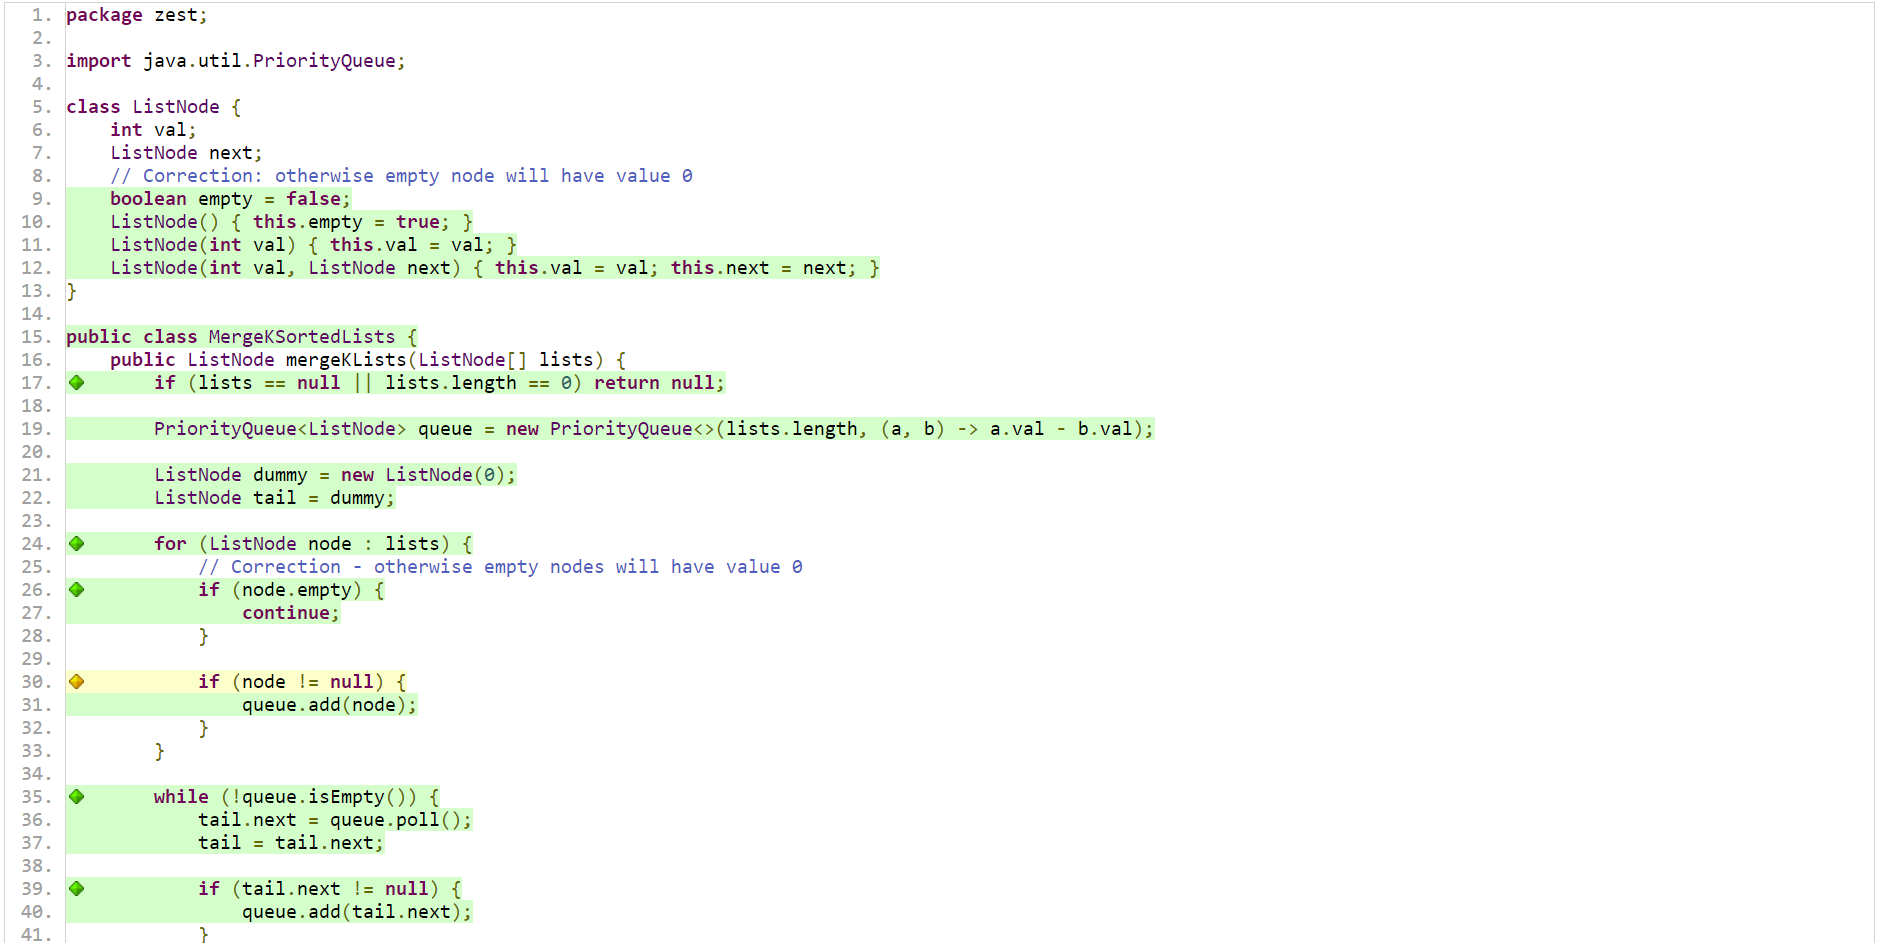 1. package zest;
2.
3. import java.util.PriorityQueue;
4.
5. class ListNode {
6.     int val;
7.     ListNode next;
8.     // Correction: otherwise empty node will have value 0
9.     boolean empty = false;
10.     ListNode() { this.empty = true; }
11.     ListNode(int val) { this.val = val; }
12.     ListNode(int val, ListNode next) { this.val = val; this.next = next; }
13. }
14.
15. public class MergeKSortedLists {
16.     public ListNode mergeKLists(ListNode[] lists) {
17.         if (lists == null || lists.length == 0) return null;
18.
19.         PriorityQueue<ListNode> queue = new PriorityQueue<>(lists.length, (a, b) -> a.val - b.val);
20.
21.         ListNode dummy = new ListNode(0);
22.         ListNode tail = dummy;
23.
24.         for (ListNode node : lists) {
25.             // Correction - otherwise empty nodes will have value 0
26.             if (node.empty) {
27.                 continue;
28.             }
29.
30.             if (node != null) {
31.                 queue.add(node);
32.             }
33.         }
34.
35.         while (!queue.isEmpty()) {
36.             tail.next = queue.poll();
37.             tail = tail.next;
38.
39.             if (tail.next != null) {
40.                 queue.add(tail.next);
41.             }